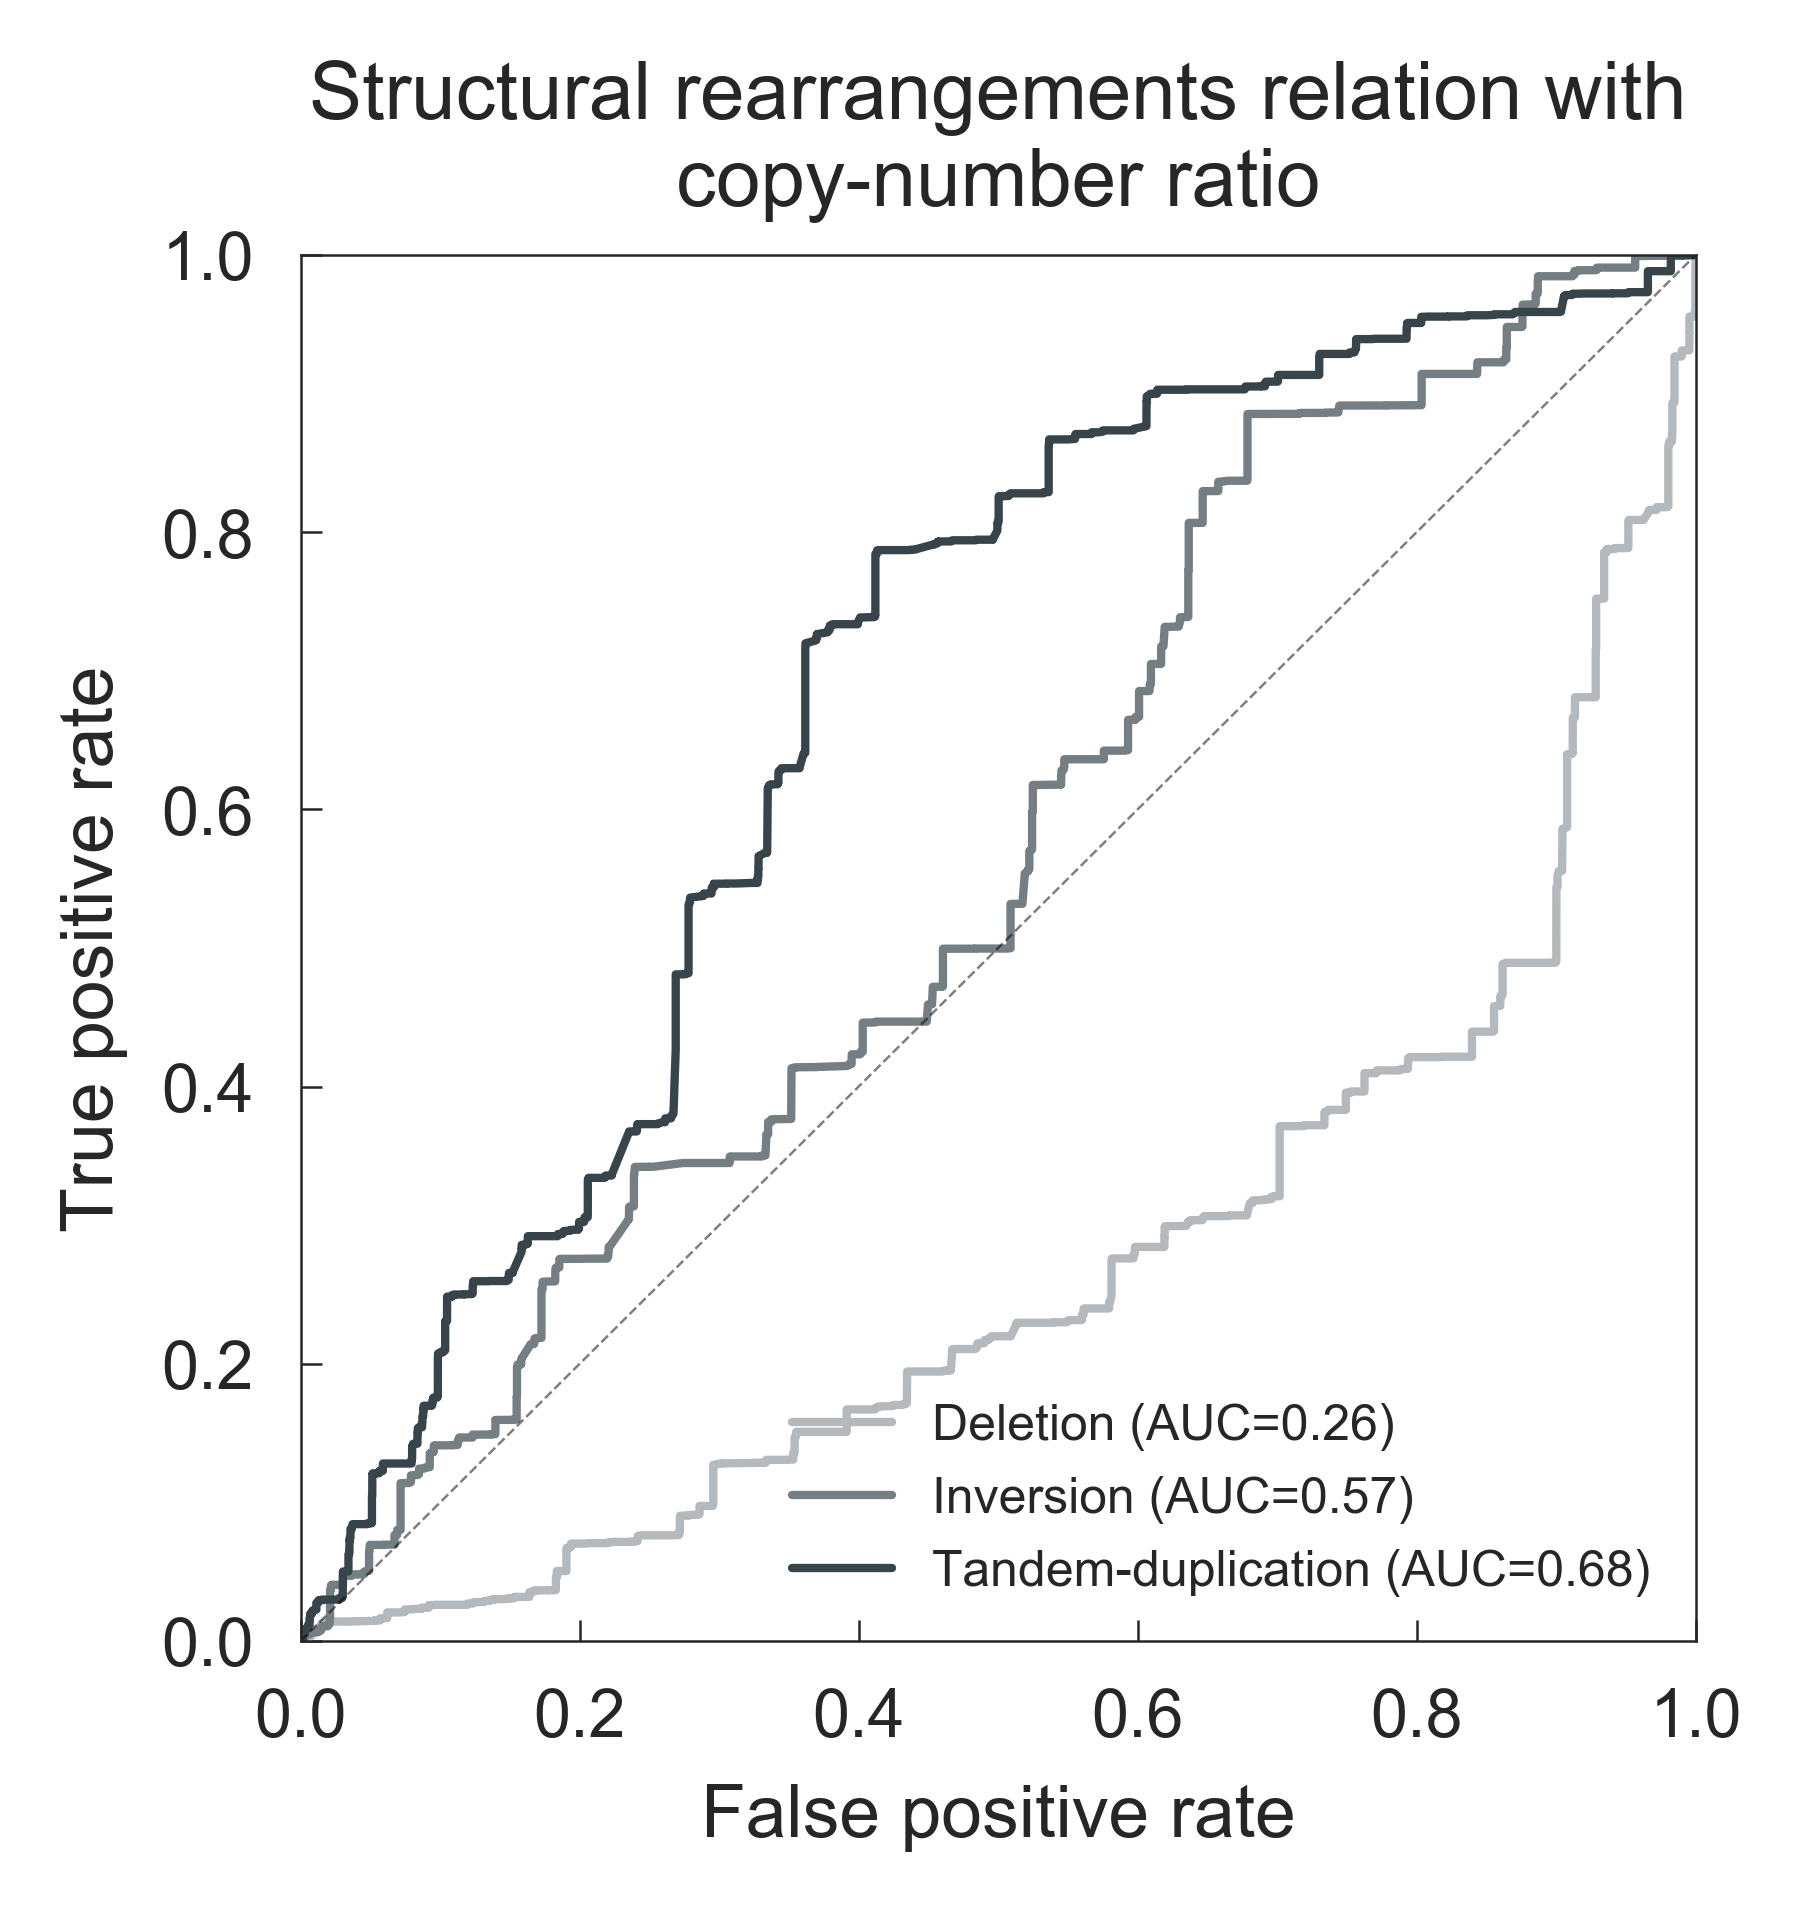 Structural rearrangements relation with
copy-number ratio
1.0
0.8
0.6
0.4
0.2
0.0
True positive rate
Deletion (AUC=0.26)
Inversion (AUC=0.57)
Tandem-duplication (AUC=0.68)
0.0 0.2 0.4 0.6 0.8 1.0
False positive rate